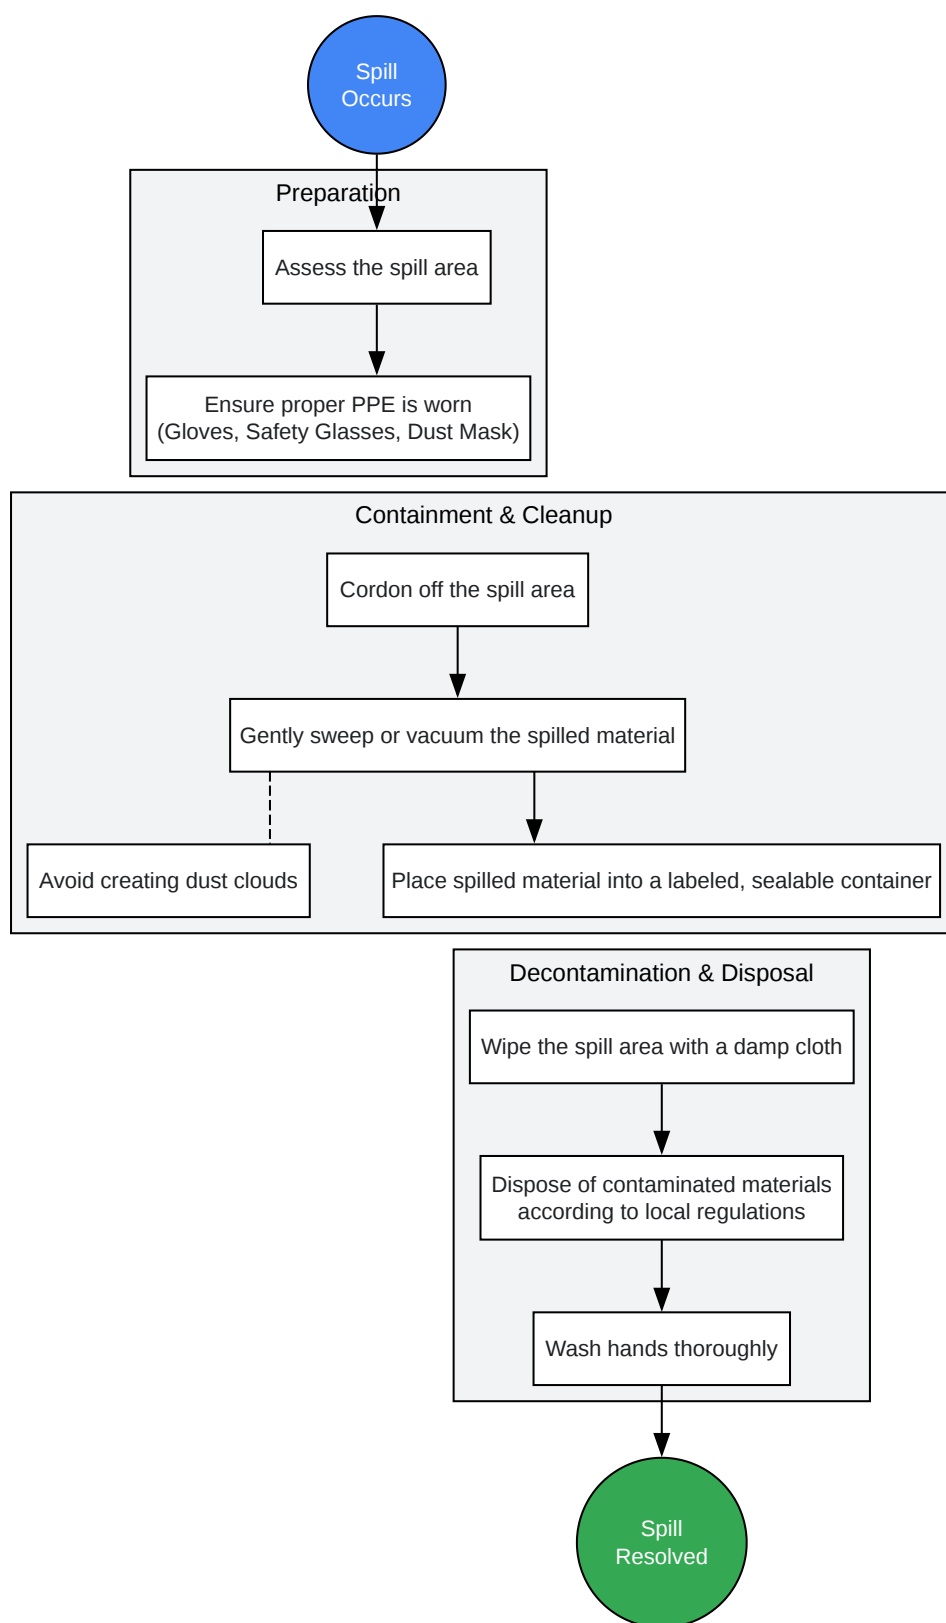 Spill
Occurs
Preparation
Assess the spill area
Ensure proper PPE is worn
(Gloves, Safety Glasses, Dust Mask)
Containment & Cleanup
Cordon off the spill area
Gently sweep or vacuum the spilled material
Avoid creating dust clouds
Place spilled material into a labeled, sealable container
Decontamination & Disposal
Wipe the spill area with a damp cloth
Dispose of contaminated materials
according to local regulations
Wash hands thoroughly
Spill
Resolved